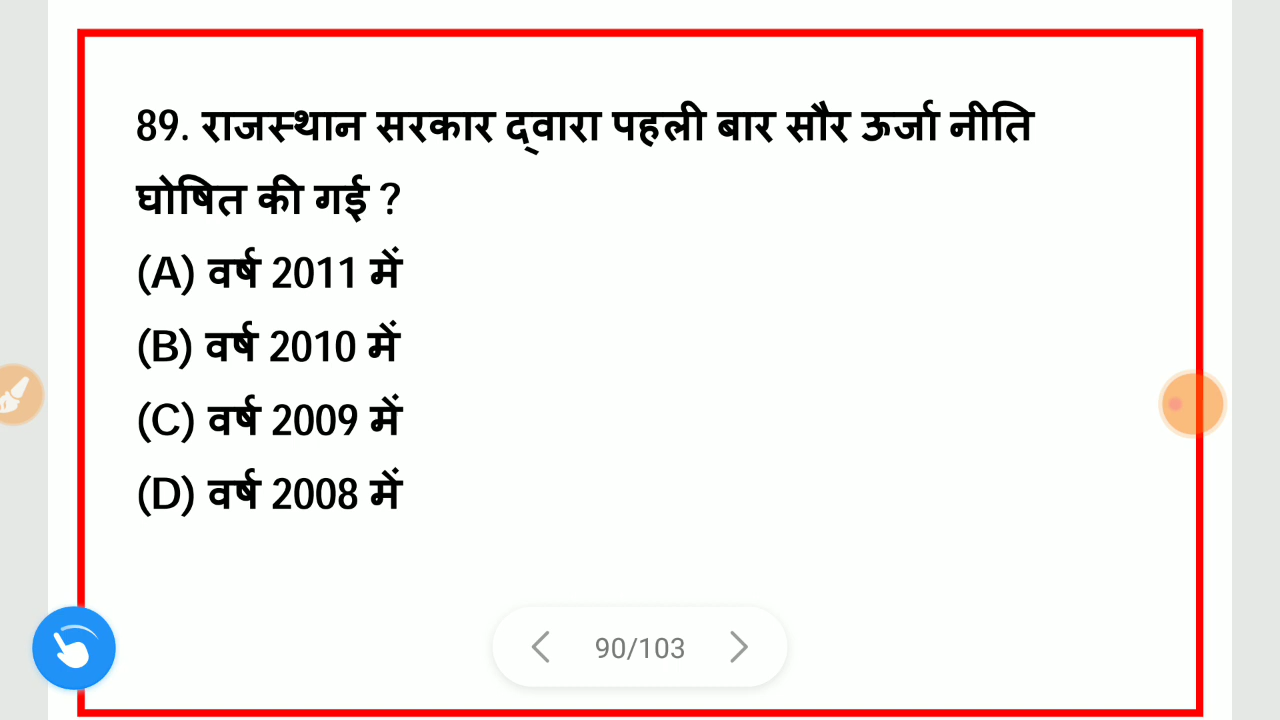 89. राजस्थान सरकार द्वारा पहली बार सौर ऊर्जा नीति
घोषित की गई ?
(A) वर्ष 2011 में
(B) वर्ष 2010 में
(C) वर्ष 2009 में
(D) वर्ष 2008 में
90/103